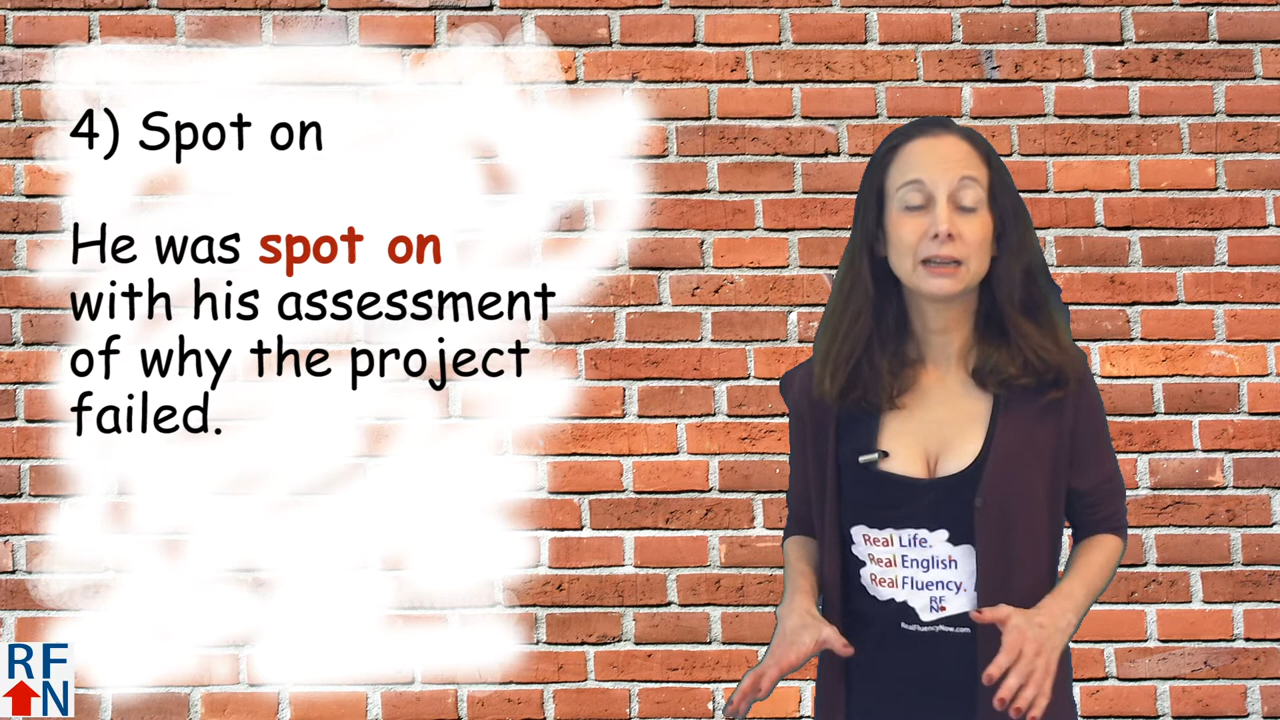 4) Spot on
He was spot on
with his assessment
of why the project
failed.
Real Life.
Real English
Real Fluency.
RF
N
RealFluencyNow.com
RF
N